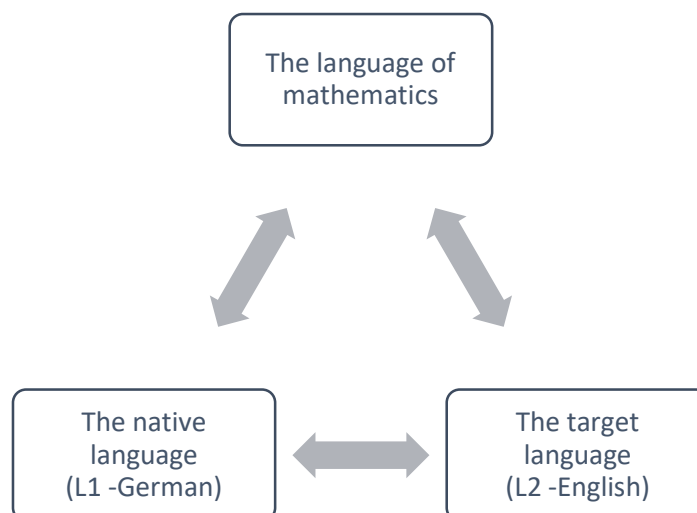 The language of
mathematics
The native
language
(L1 -German)
The target
language
(L2 -English)